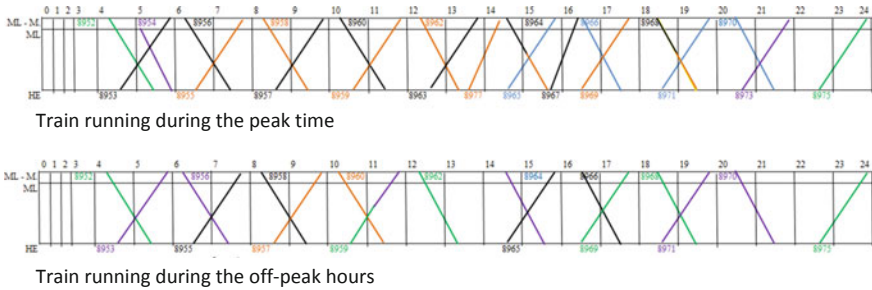 0 1 2 3 4 5 6 7 8 9 10 11 12 13 14 15 16 17 18 19 20 21 22 23 24
ML - M. 8952 8954 8956 8958 8960 8962 8964 8966 8968 8970
ML
HE 8953 8955 8957 8959 8963 8977 8965 8967 8969 8971 8973 8975
Train running during the peak time
0 1 2 3 4 5 6 7 8 9 10 11 12 13 14 15 16 17 18 19 20 21 22 23 24
ML - M. 8952 8956 8958 8960 8962 8964 8966 8968 8970
ML
HE 8953 8955 8957 8959 8965 8969 8971 8975
Train running during the off-peak hours